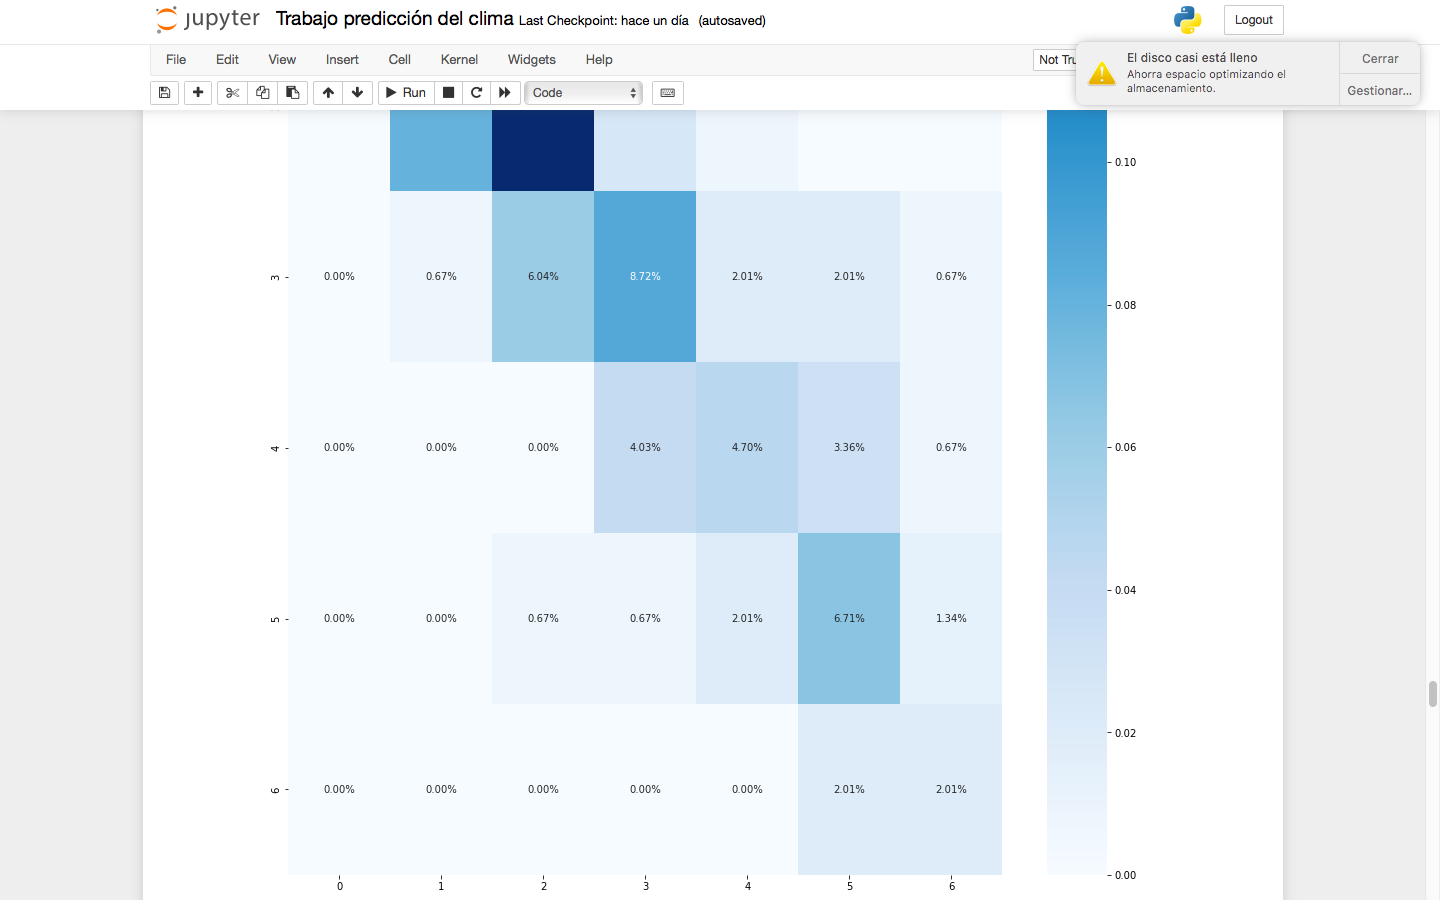 jupyter Trabajo predicción del clima Last Checkpoint: hace un día (autosaved)
Logout
File Edit View Insert Cell Kernel Widgets Help
Not Tru
El disco casi está lleno
Ahorra espacio optimizando el
almacenamiento.
Cerrar
Gestionar...
Run
Code
0.10
0.08
0.06
0.04
0.02
0.00
3 0.00% 0.67% 6.04% 8.72% 2.01% 2.01% 0.67%
4 0.00% 0.00% 0.00% 4.03% 4.70% 3.36% 0.67%
5 0.00% 0.00% 0.67% 0.67% 2.01% 6.71% 1.34%
6 0.00% 0.00% 0.00% 0.00% 0.00% 2.01% 2.01%
0 1 2 3 4 5 6